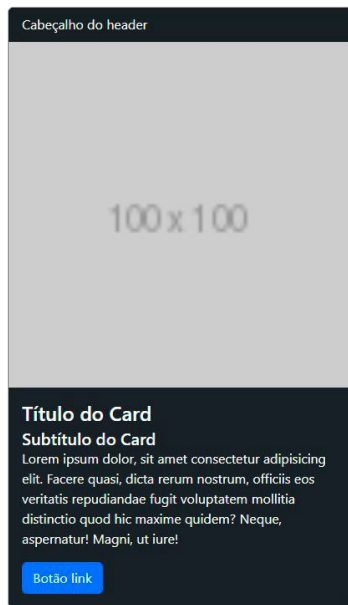 Cabeçalho do header
100 x 100
Título do Card
Subtítulo do Card
Lorem ipsum dolor, sit amet consectetur adipisicing
elit. Facere quasi, dicta rerum nostrum, officiis eos
veritatis repudiandae fugit voluptatem mollitia
distinctio quod hic maxime quidem? Neque,
aspernatur! Magni, ut iure!
Botão link